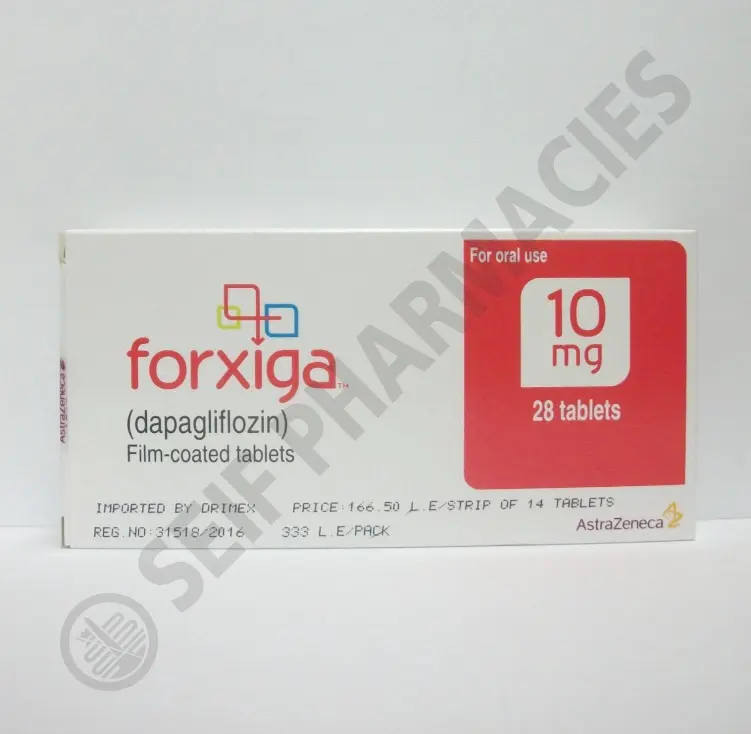 For oral use
10
mg
28 tablets
forxiga™
(dapagliflozin)
Film-coated tablets
IMPORTED BY DRIMEX PRICE:166.50 L.E/STRIP OF 14 TABLETS
REG.NO:31518/2016 333 L.E/PACK
AstraZeneca
AstraZeneca
SEIF PHARMACIES